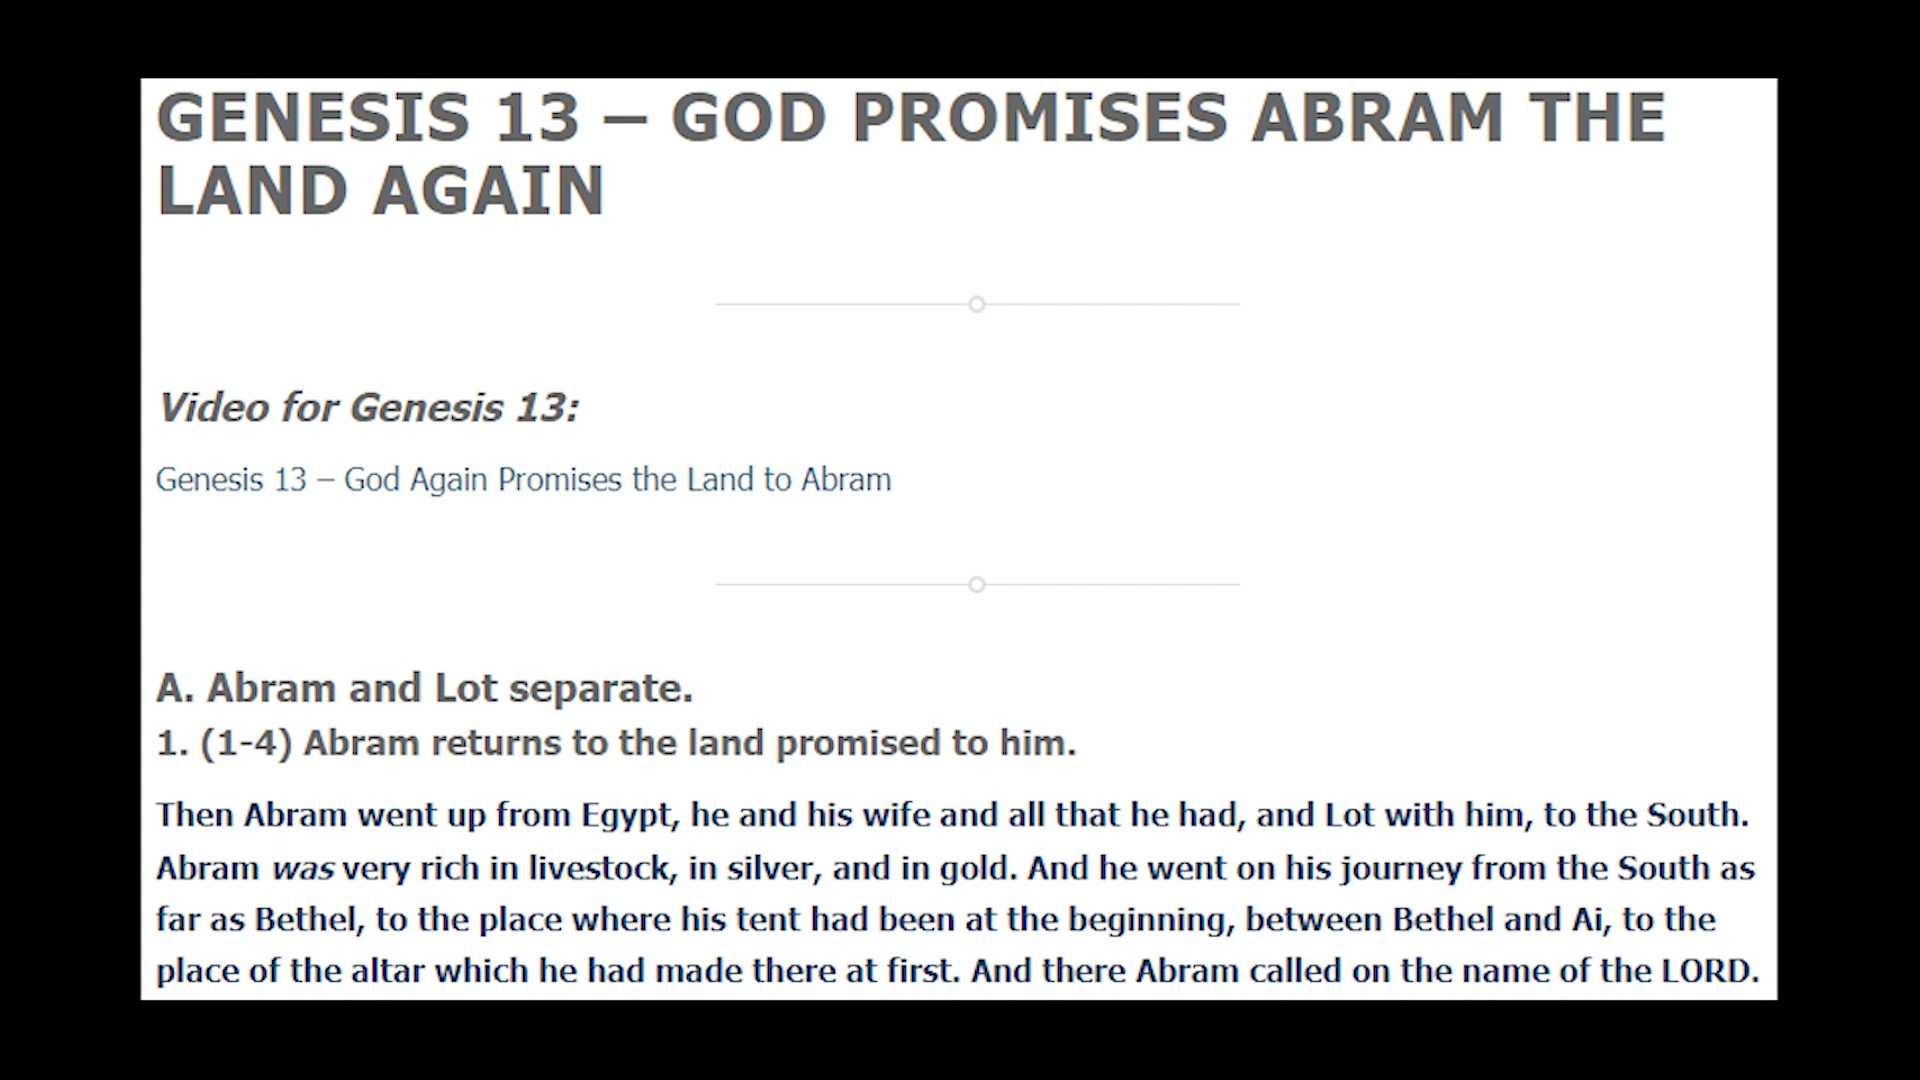 GENESIS 13 – GOD PROMISES ABRAM THE
LAND AGAIN
Video for Genesis 13:
Genesis 13 – God Again Promises the Land to Abram
A. Abram and Lot separate.
1. (1-4) Abram returns to the land promised to him.
Then Abram went up from Egypt, he and his wife and all that he had, and Lot with him, to the South.
Abram was very rich in livestock, in silver, and in gold. And he went on his journey from the South as
far as Bethel, to the place where his tent had been at the beginning, between Bethel and Ai, to the
place of the altar which he had made there at first. And there Abram called on the name of the LORD.